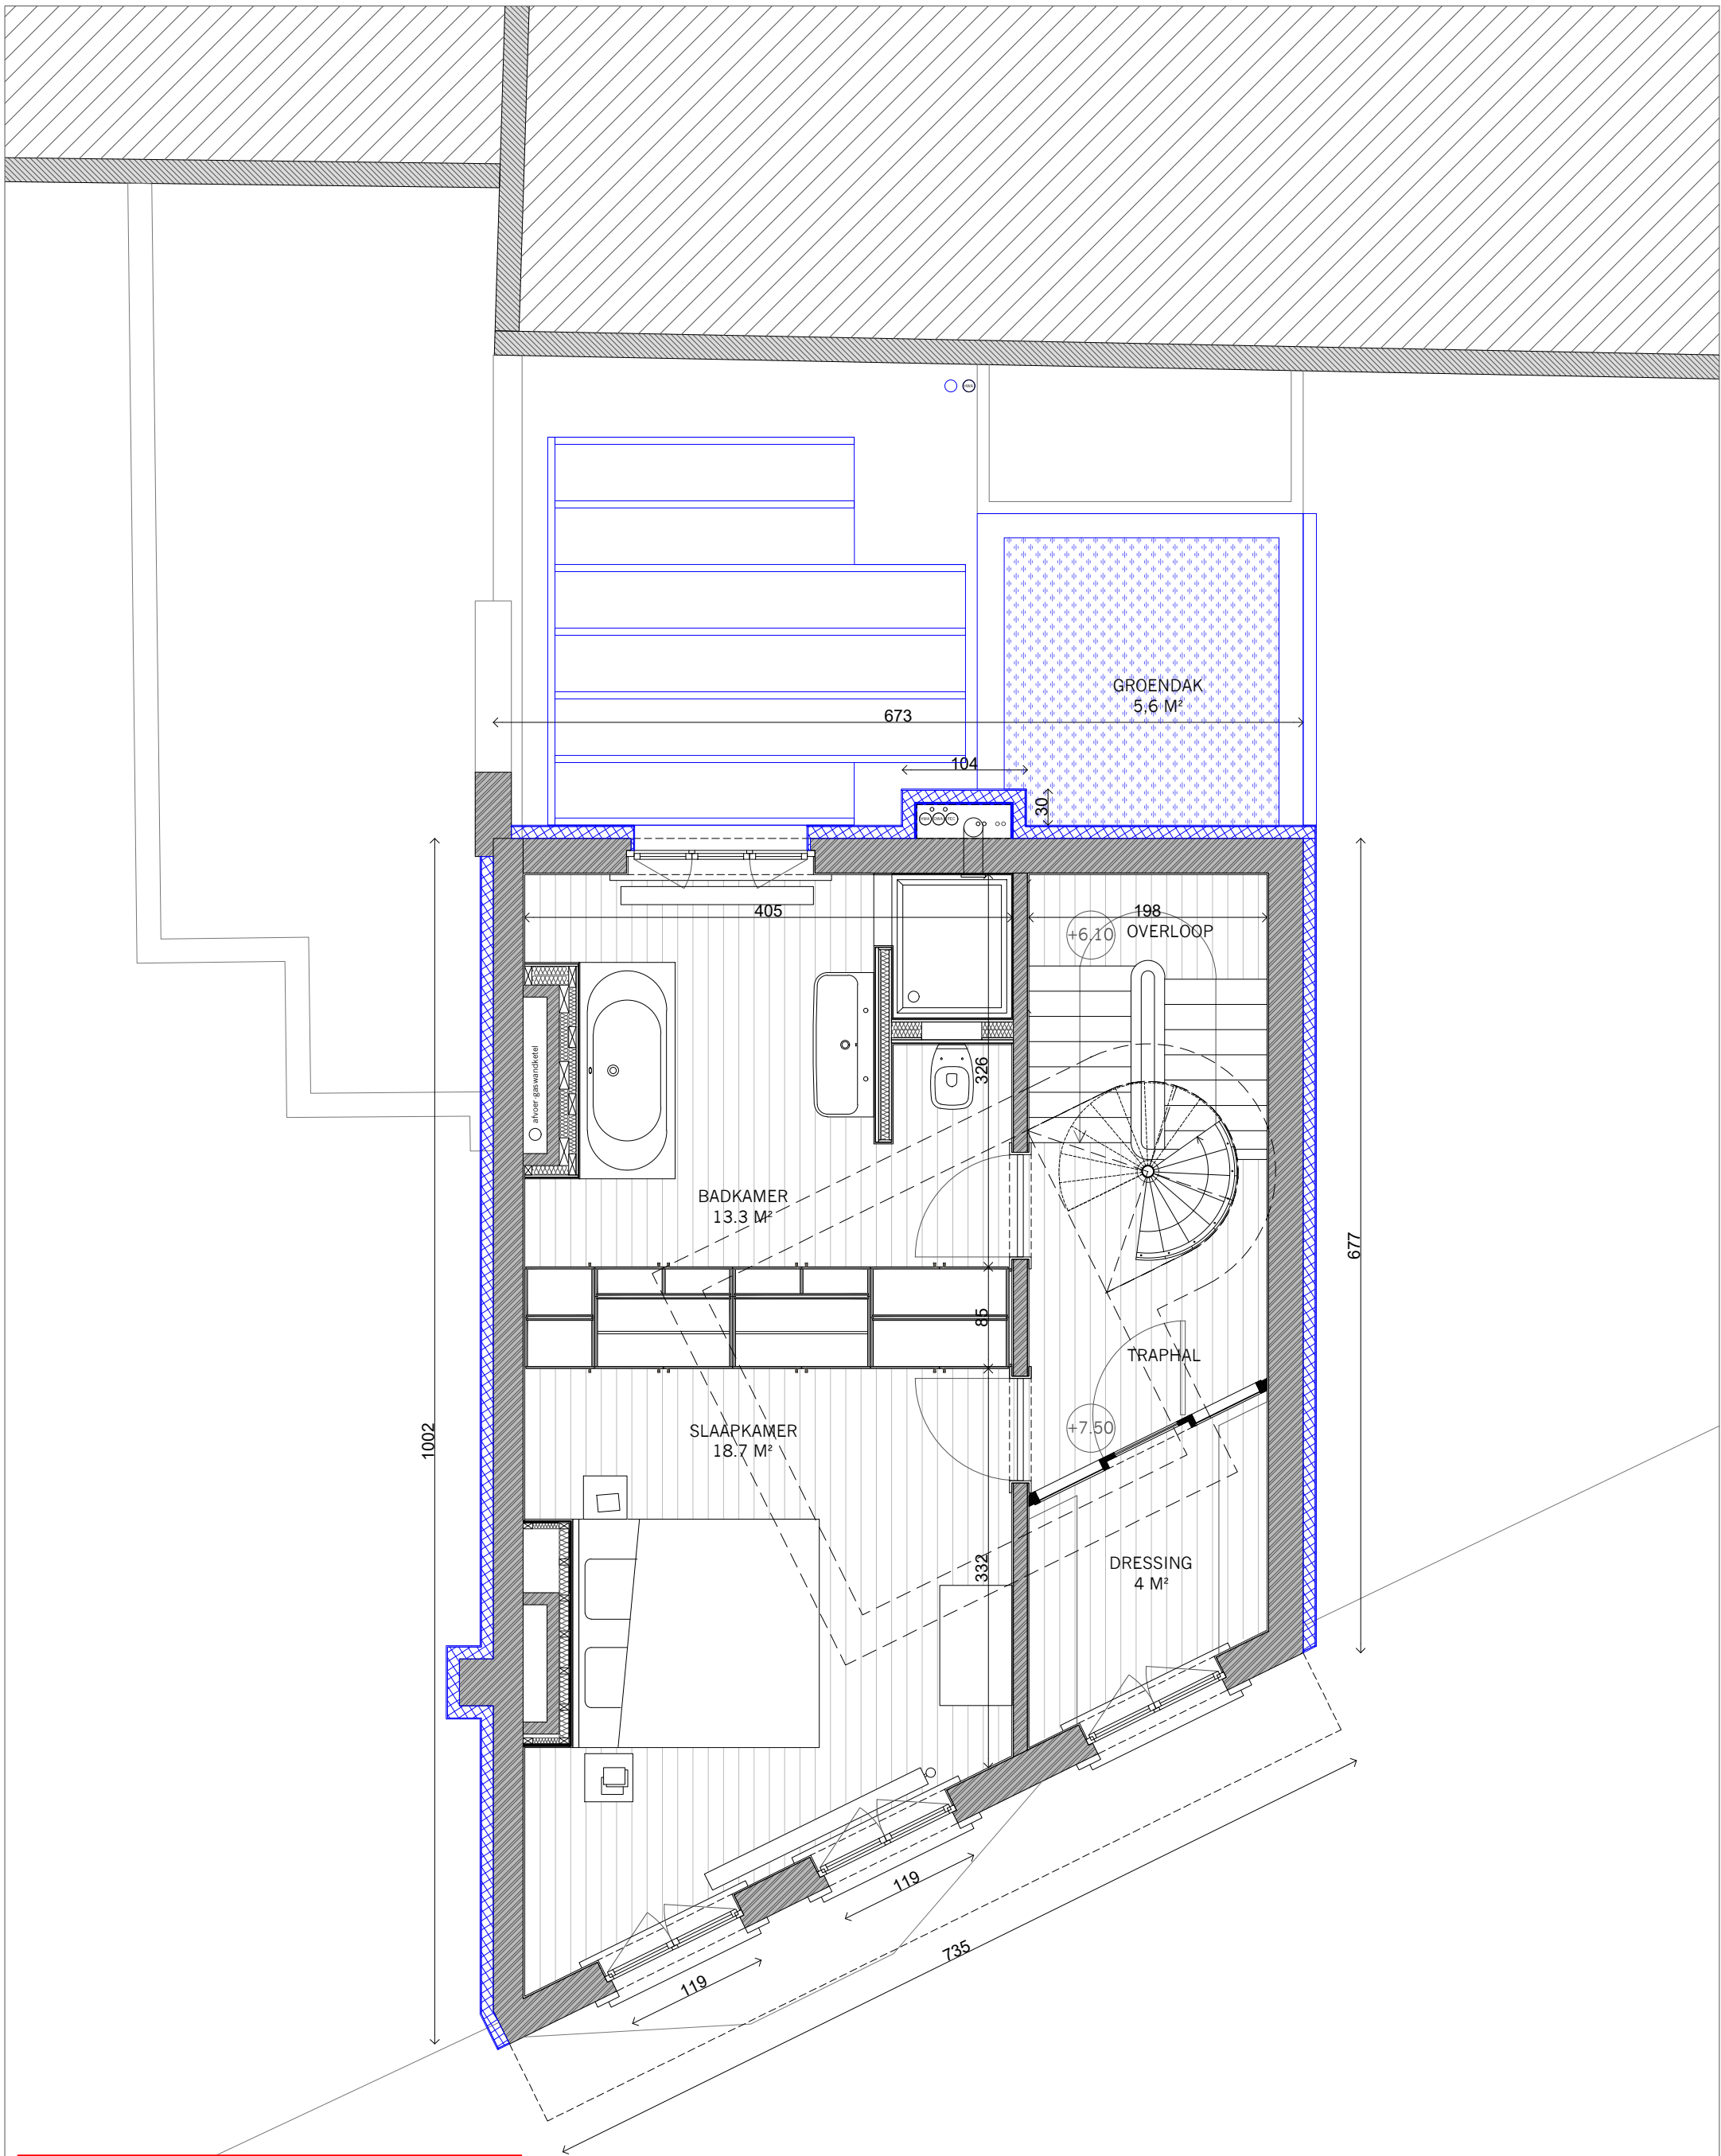 GROENDAK
5,6 M²
673
104
30
405
198
+6.10
OVERLOOP
afvoer-gaswandketel
326
BADKAMER
13.3 M²
677
85
TRAPHAL
+7.50
SLAAPKAMER
18.7 M²
1002
332
DRESSING
4 M²
119
735
119